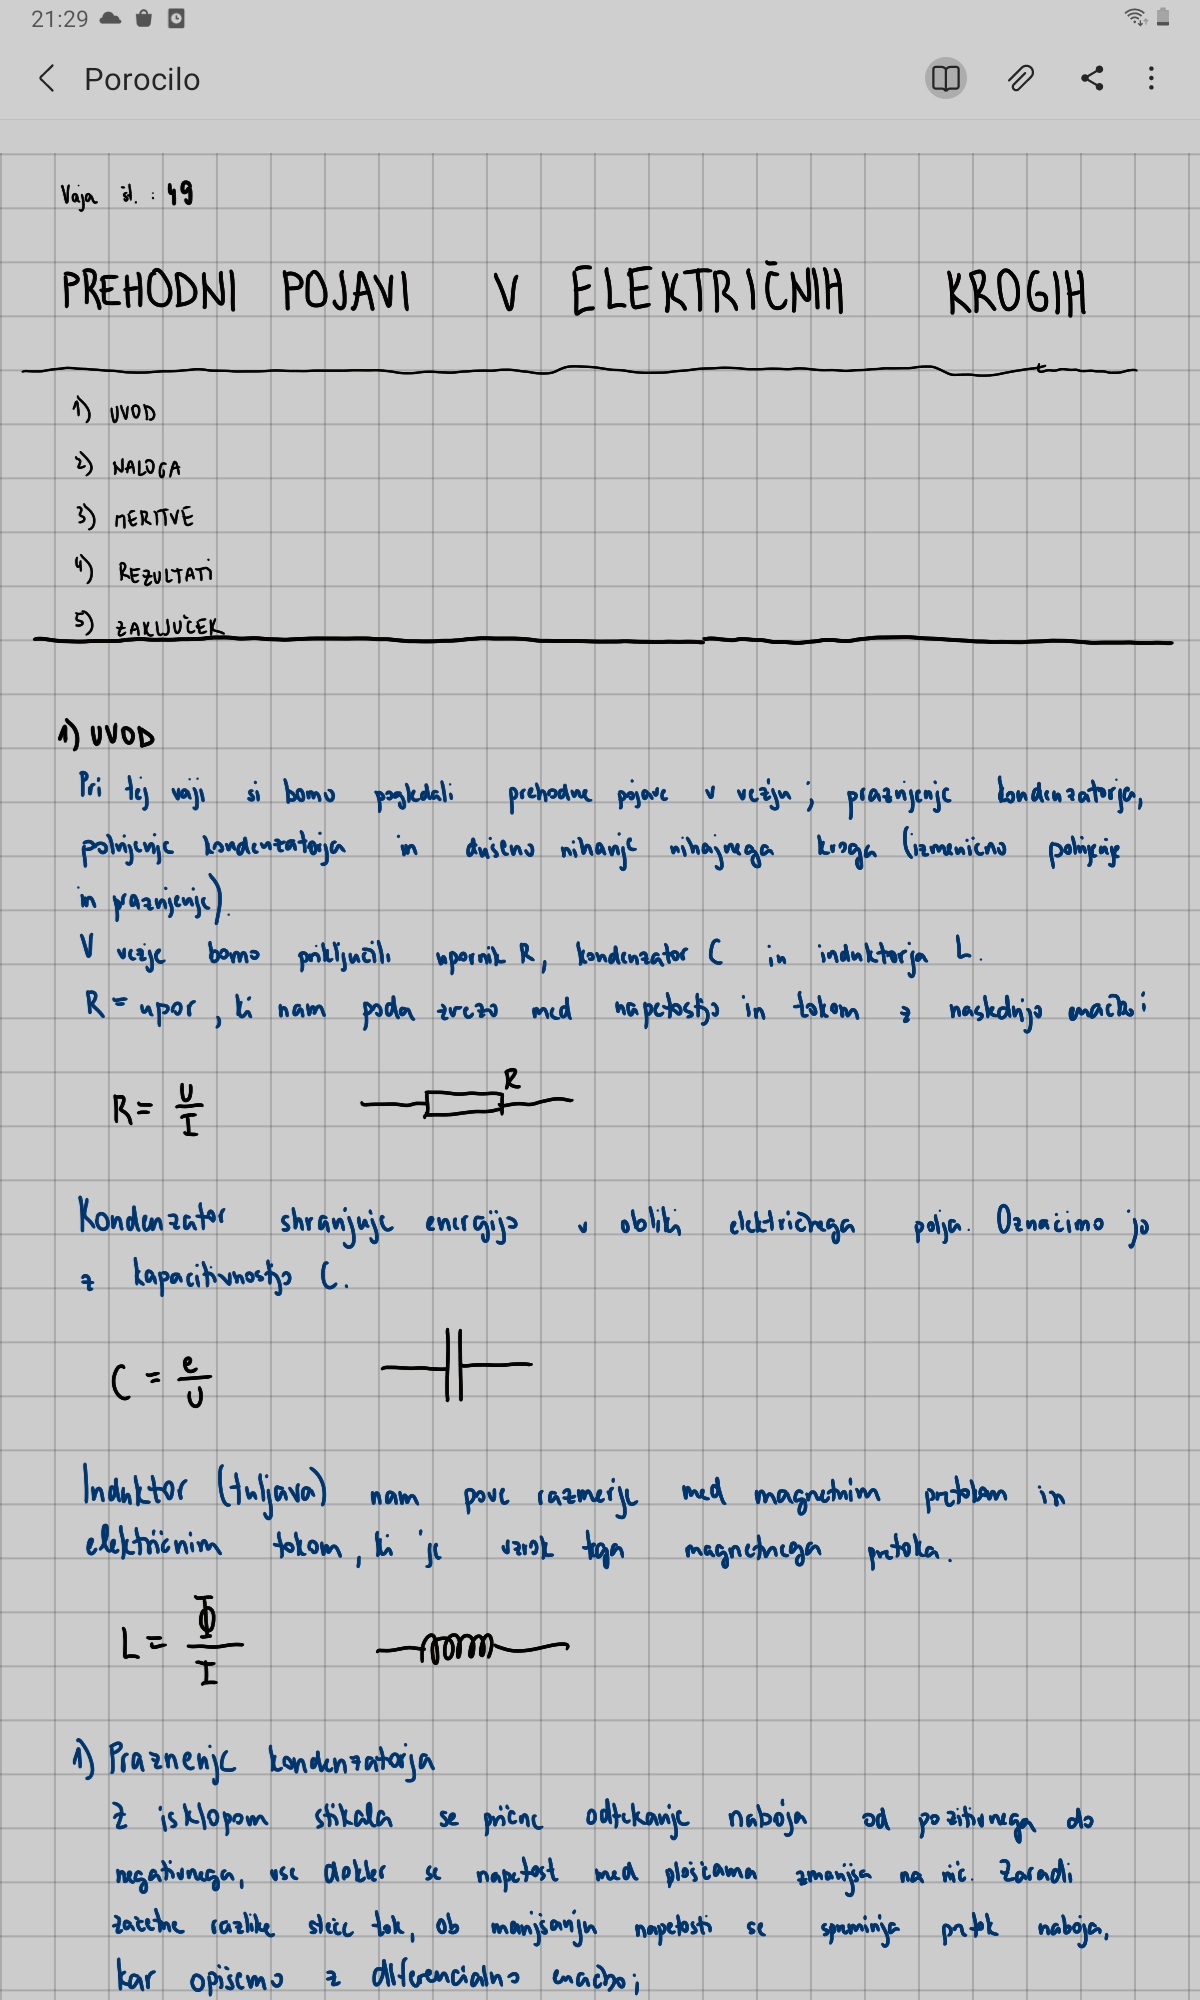 21:29
Porocilo
Vaja št. : 49
PREHODNI POJAVI V ELEKTRIČNIH KROGIH
1) UVOD
2) NALOGA
3) MERITVE
4) REZULTATI
5) ZAKLJUČEK
1) UVOD
Pri tej vaji si bomo pogledali prehodne pojave v vezju; praznjenje kondenzatorja,
polnjenje kondenzatorja in dušeno nihanje nihajnega kroga (izmenično polnjenje
in praznjenje).
V vezje bomo priključili upornik R, kondenzator C in induktorja L.
R = upor, ki nam poda zvezo med napetostjo in tokom z naslednjo enačbo:
R = U/I
R
Kondenzator shranjuje energijo v obliki električnega polja. Označimo jo
z kapacitivnostjo C.
C = e/U
Induktor (tuljava) nam pove razmerje med magnetnim pretokom in
električnim tokom, ki je vzrok tega magnetnega pretoka.
L = Φ/I
1) Praznenje kondenzatorja
Z isklopom stikala se prične odtekanje naboja od pozitivnega do
negativnega, vse dokler se napetost med ploščama zmanjša na nič. Zaradi
začetne razlike steče tok, ob manjšanju napetosti se spreminja pretok naboja,
kar opišemo z diferencialno enačbo;